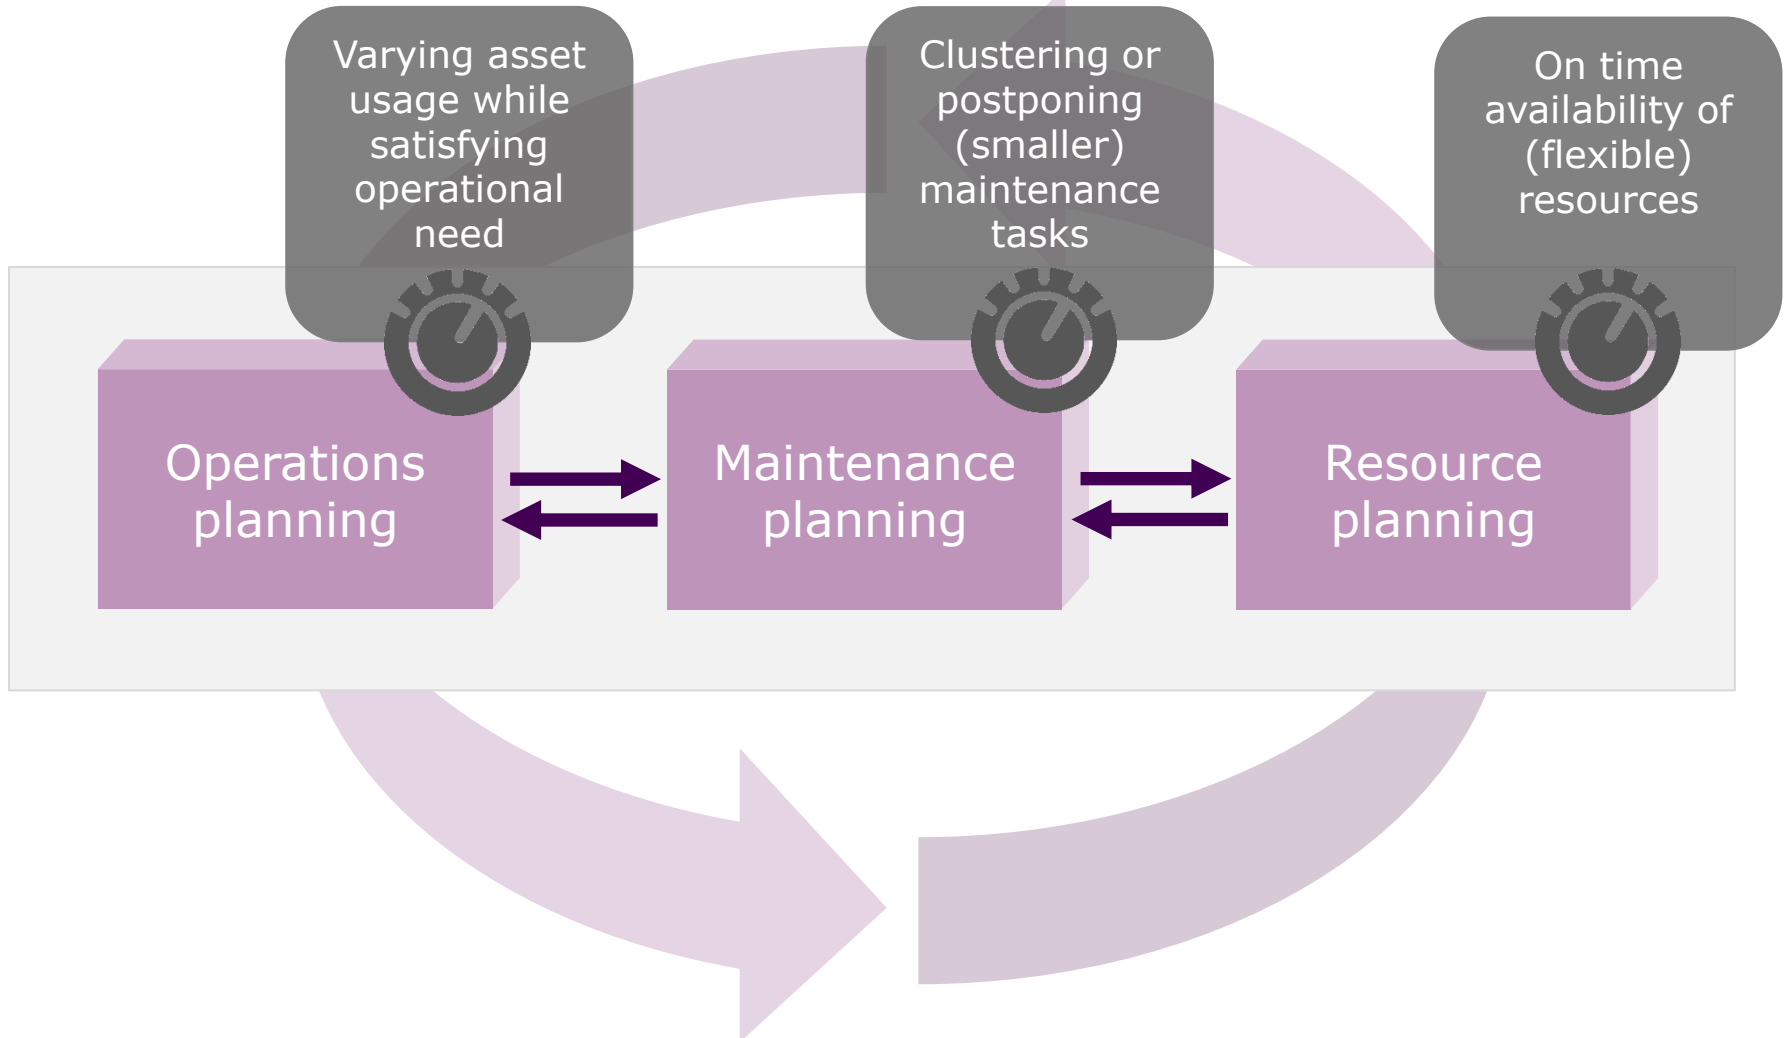 Varying asset
usage while
satisfying
operational
need
Clustering or
postponing
(smaller)
maintenance
tasks
On time
availability of
(flexible)
resources
Operations
planning
Maintenance
planning
Resource
planning